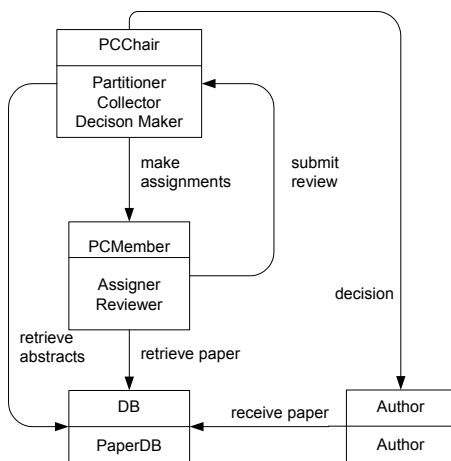 PCChair
Partitioner
Collector
Decison Maker
make
assignments
submit
review
PCMember
Assigner
Reviewer
decision
retrieve
abstracts
retrieve paper
DB
receive paper
Author
PaperDB
Author